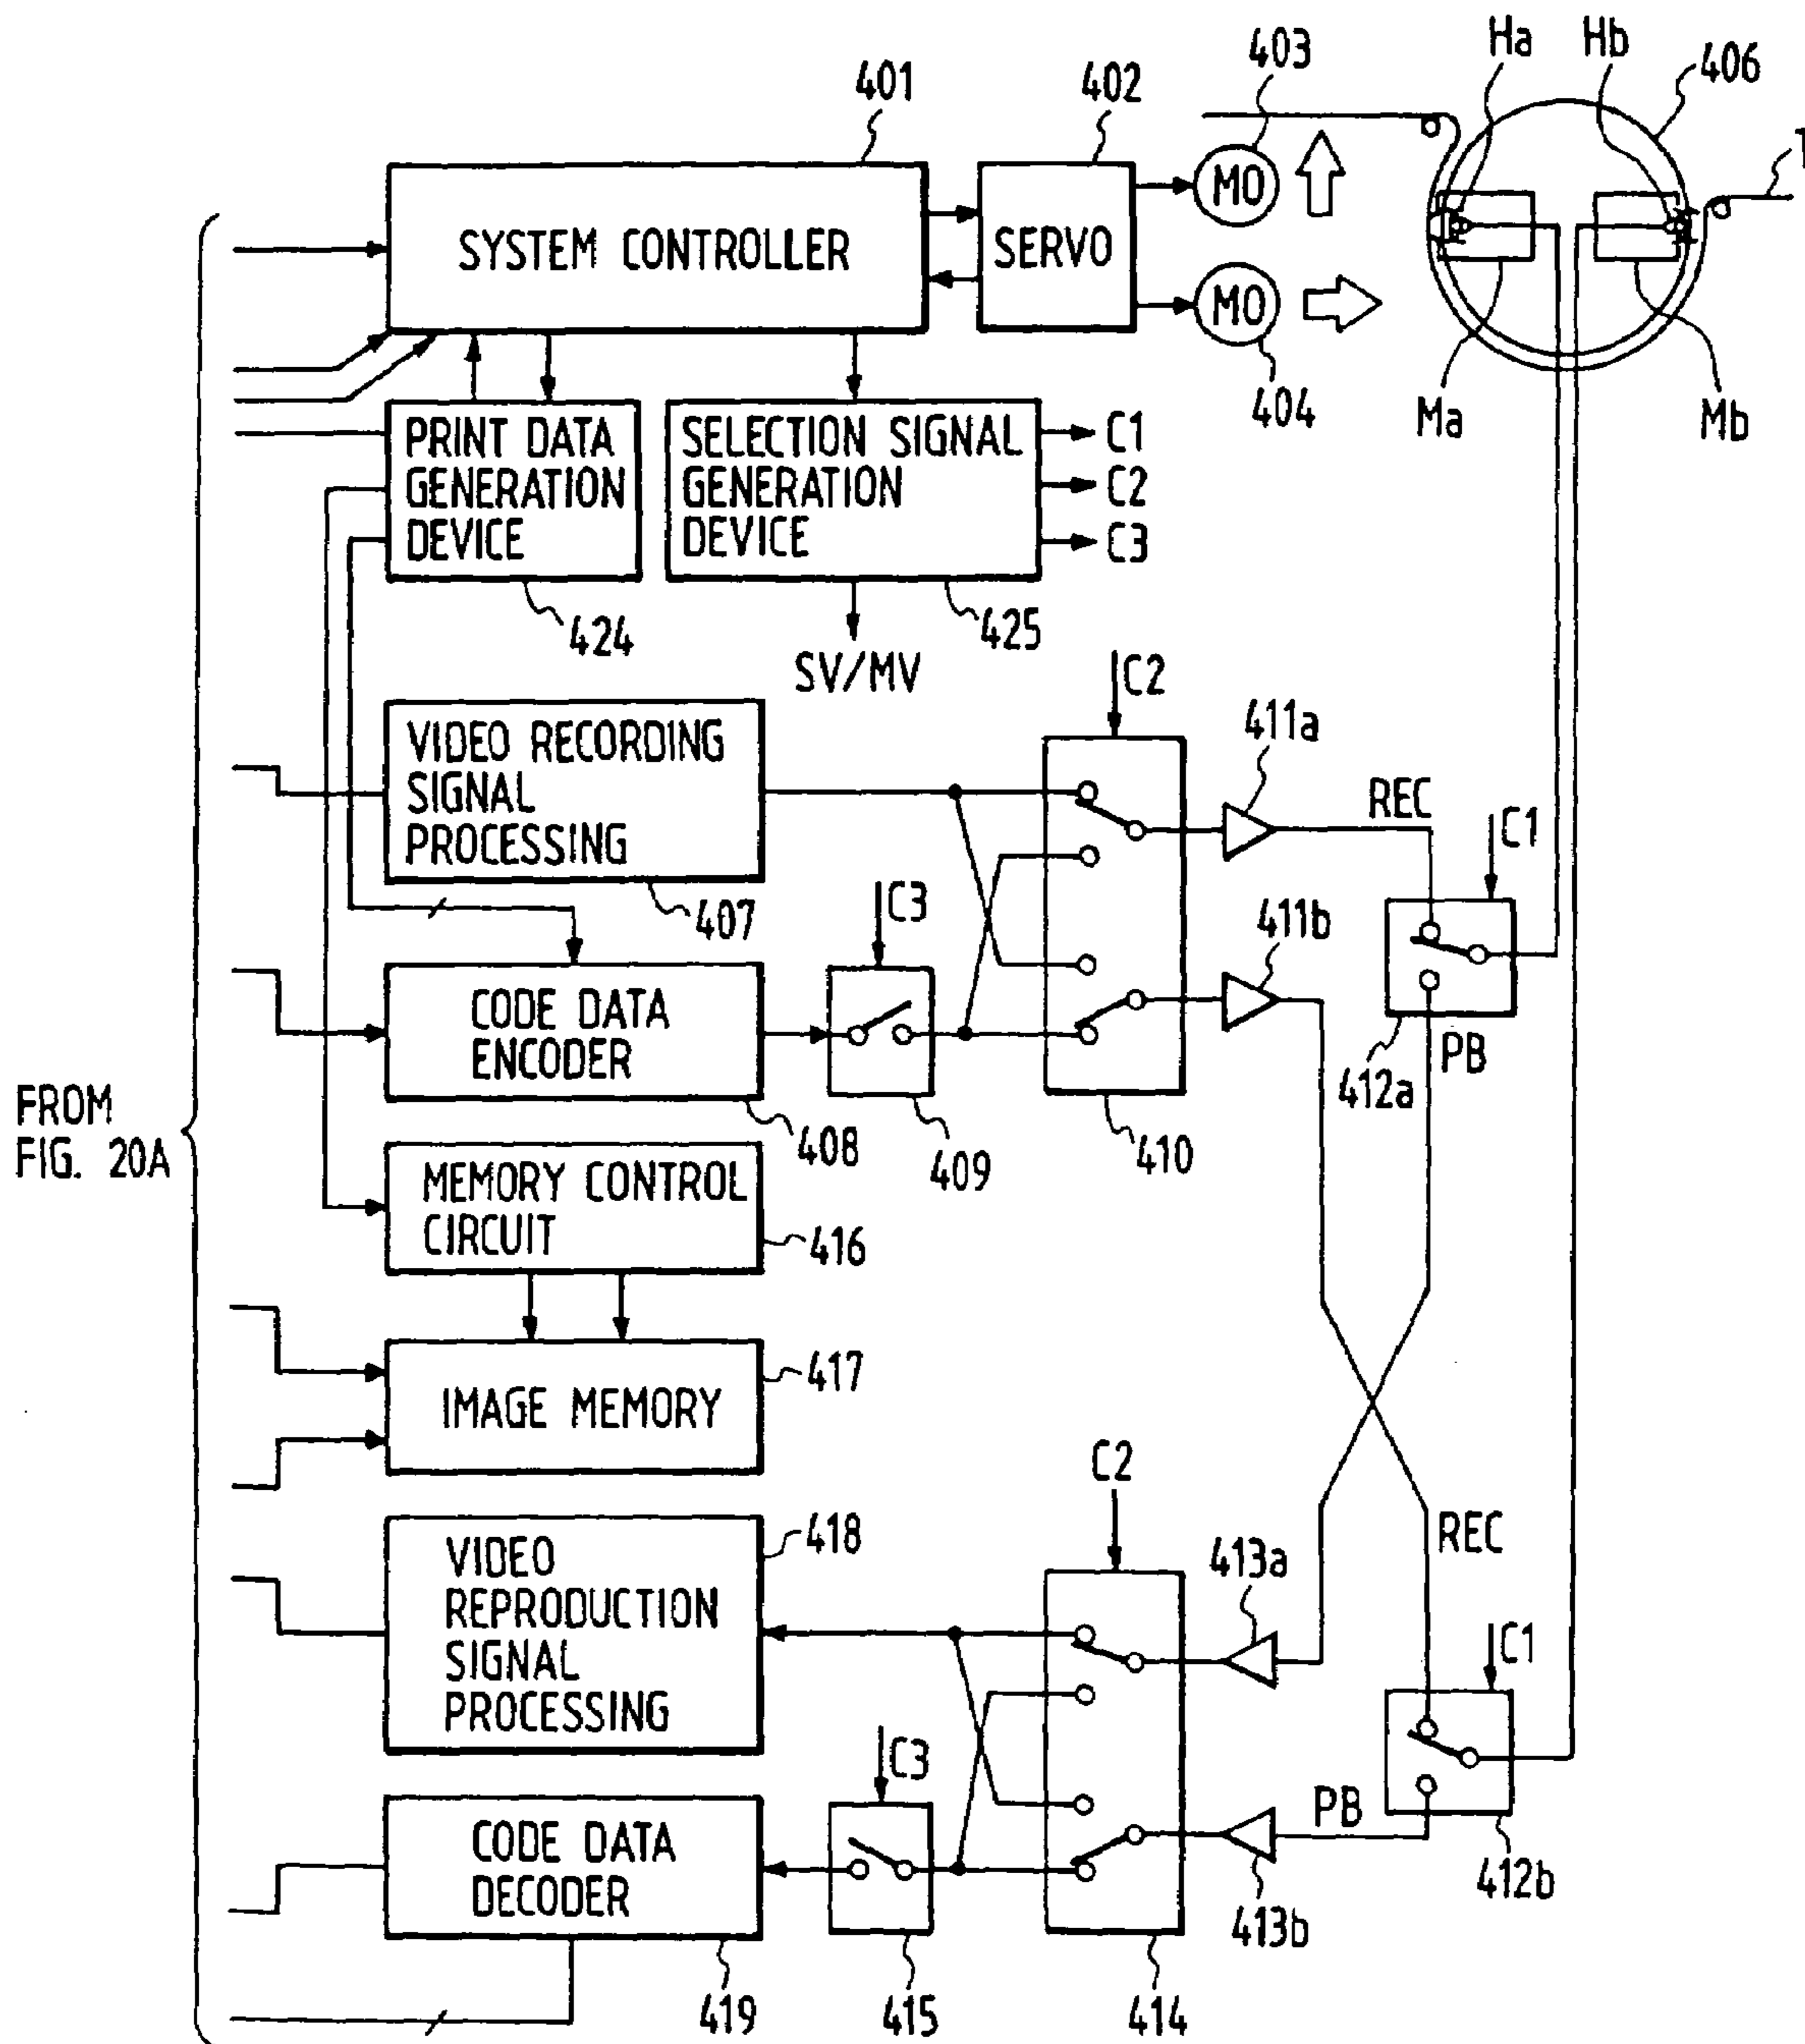 Ha
Hb
403
406
401
402
T
MO
SYSTEM CONTROLLER
SERVO
MO
404
Ma
Mb
PRINT DATA
GENERATION
DEVICE
SELECTION SIGNAL
GENERATION
DEVICE
C1
C2
C3
424
425
SV/MV
C2
VIDEO RECORDING
SIGNAL
PROCESSING
411a
REC
C1
407
C3
411b
CODE DATA
ENCODER
PB
412a
FROM
FIG. 20A
408
409
410
MEMORY CONTROL
CIRCUIT
416
IMAGE MEMORY
417
C2
VIDEO
REPRODUCTION
SIGNAL
PROCESSING
418
413a
REC
C1
C3
PB
CODE DATA
DECODER
412b
413b
419
415
414